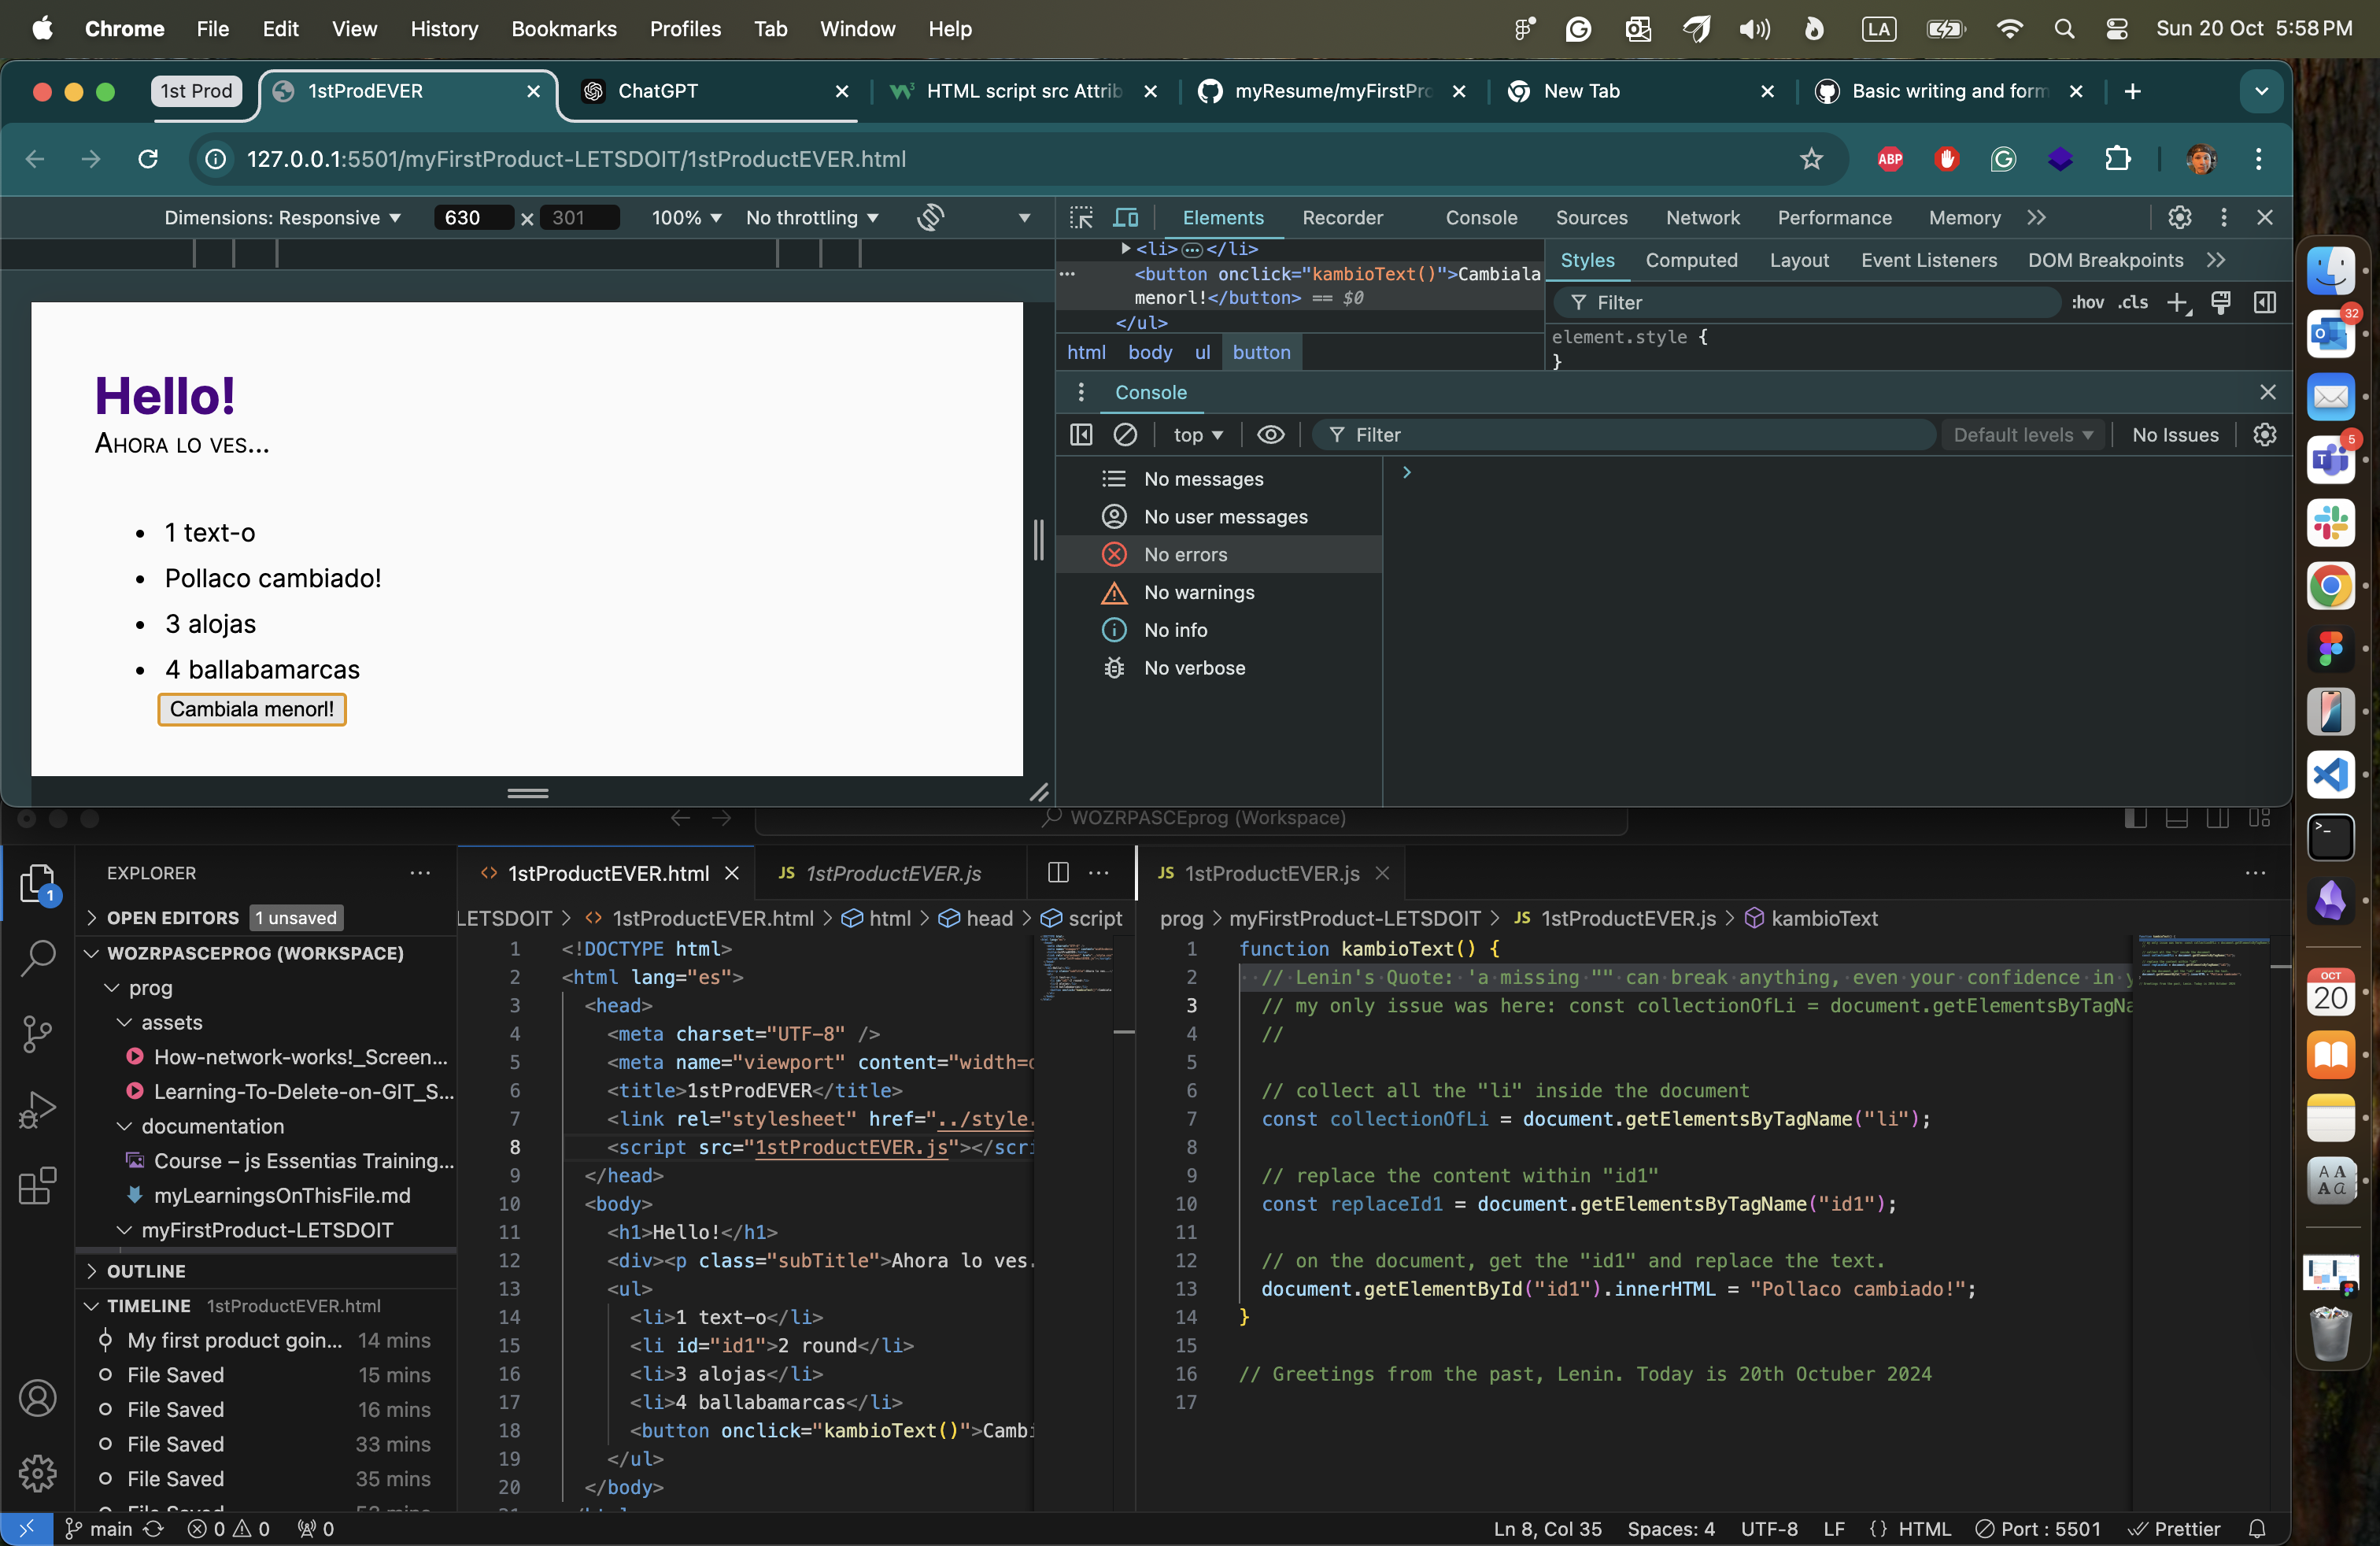 Chrome File Edit View History Bookmarks Profiles Tab Window Help LA Sun 20 Oct 5:58 PM
1st Prod 1stProdEVER ChatGPT HTML script src Attrib myResume/myFirstPro New Tab Basic writing and form
127.0.0.1:5501/myFirstProduct-LETSDOIT/1stProductEVER.html ABP
Dimensions: Responsive 630 x 301 100% No throttling
Elements Recorder Console Sources Network Performance Memory
<li> ⋯ </li>
<button onclick="kambioText()">Cambiala
menorl!</button> == $0
</ul>
html body ul button
Styles Computed Layout Event Listeners DOM Breakpoints
Filter :hov .cls
element.style {
}
Console
top Filter Default levels No Issues
No messages
No user messages
No errors
No warnings
No info
No verbose
Hello!
Ahora lo ves...
• 1 text-o
• Pollaco cambiado!
• 3 alojas
• 4 ballabamarcas
Cambiala menorl!
32
5
OCT
20
WOZRPASCEprog (Workspace)
1
EXPLORER
OPEN EDITORS 1 unsaved
WOZRPASCEPROG (WORKSPACE)
prog
assets
How-network-works!_Screen...
Learning-To-Delete-on-GIT_S...
documentation
Course – js Essentias Training...
myLearningsOnThisFile.md
myFirstProduct-LETSDOIT
OUTLINE
TIMELINE 1stProductEVER.html
My first product goin... 14 mins
File Saved 15 mins
File Saved 16 mins
File Saved 33 mins
File Saved 35 mins
1stProductEVER.html JS 1stProductEVER.js
LETSDOIT > 1stProductEVER.html > html > head > script
1 <!DOCTYPE html>
2 <html lang="es">
3 <head>
4 <meta charset="UTF-8" />
5 <meta name="viewport" content="width=d
6 <title>1stProdEVER</title>
7 <link rel="stylesheet" href="../style.
8 <script src="1stProductEVER.js"></scri
9 </head>
10 <body>
11 <h1>Hello!</h1>
12 <div><p class="subTitle">Ahora lo ves.
13 <ul>
14 <li>1 text-o</li>
15 <li id="id1">2 round</li>
16 <li>3 alojas</li>
17 <li>4 ballabamarcas</li>
18 <button onclick="kambioText()">Cambi
19 </ul>
20 </body>
JS 1stProductEVER.js
prog > myFirstProduct-LETSDOIT > JS 1stProductEVER.js > kambioText
1 function kambioText() {
2 // Lenin's Quote: 'a missing "" can break anything, even your confidence in y
3 // my only issue was here: const collectionOfLi = document.getElementsByTagNa
4 //
5
6 // collect all the "li" inside the document
7 const collectionOfLi = document.getElementsByTagName("li");
8
9 // replace the content within "id1"
10 const replaceId1 = document.getElementsByTagName("id1");
11
12 // on the document, get the "id1" and replace the text.
13 document.getElementById("id1").innerHTML = "Pollaco cambiado!";
14 }
15
16 // Greetings from the past, Lenin. Today is 20th Octuber 2024
17
main 0 0 0 Ln 8, Col 35 Spaces: 4 UTF-8 LF {} HTML Port : 5501 Prettier